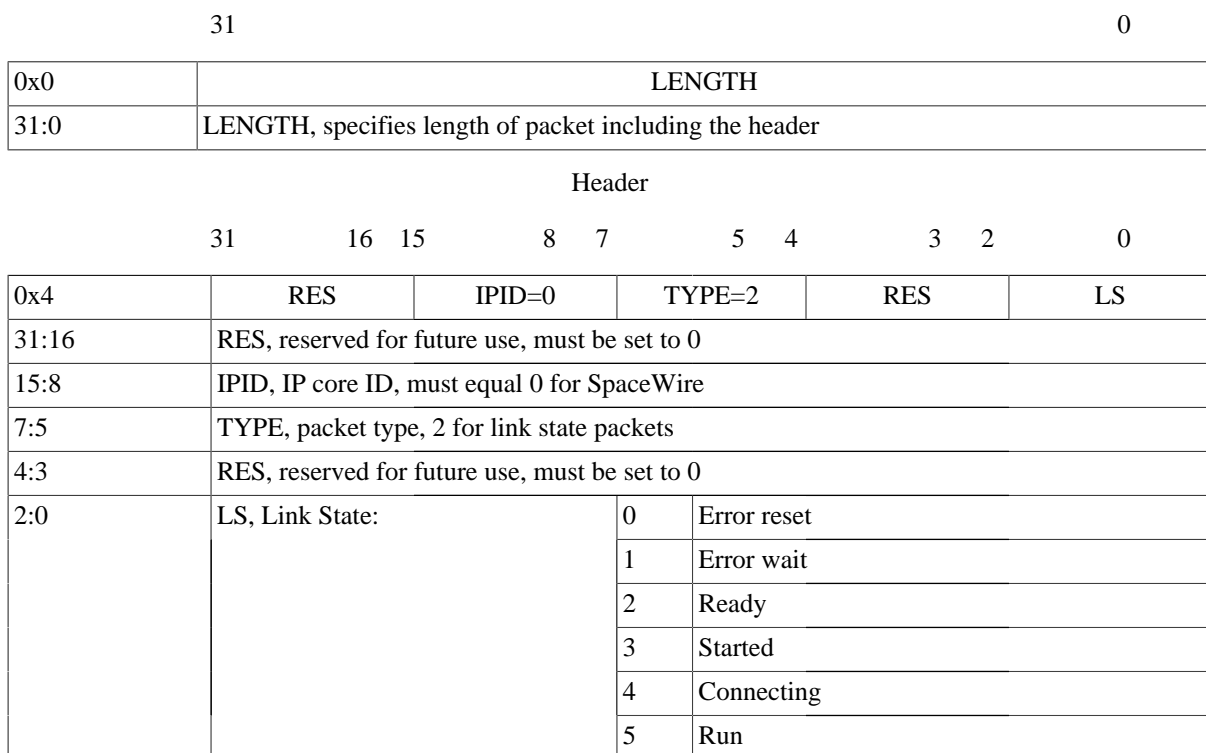 31 0
0x0 LENGTH
31:0 LENGTH, specifies length of packet including the header
Header
31 16 15 8 7 5 4 3 2 0
0x4 RES IPID=0 TYPE=2 RES LS
31:16 RES, reserved for future use, must be set to 0
15:8 IPID, IP core ID, must equal 0 for SpaceWire
7:5 TYPE, packet type, 2 for link state packets
4:3 RES, reserved for future use, must be set to 0
2:0 LS, Link State: 0 Error reset
1 Error wait
2 Ready
3 Started
4 Connecting
5 Run